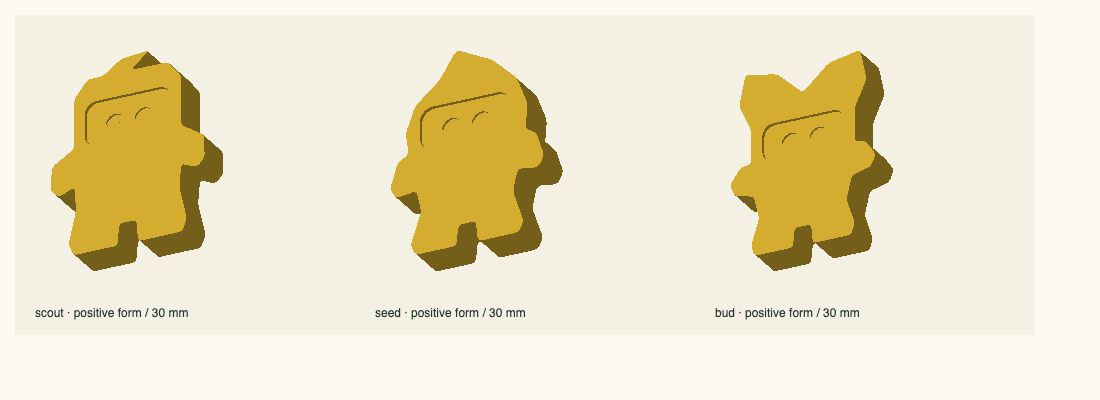 scout · positive form / 30 mm
seed · positive form / 30 mm
bud · positive form / 30 mm